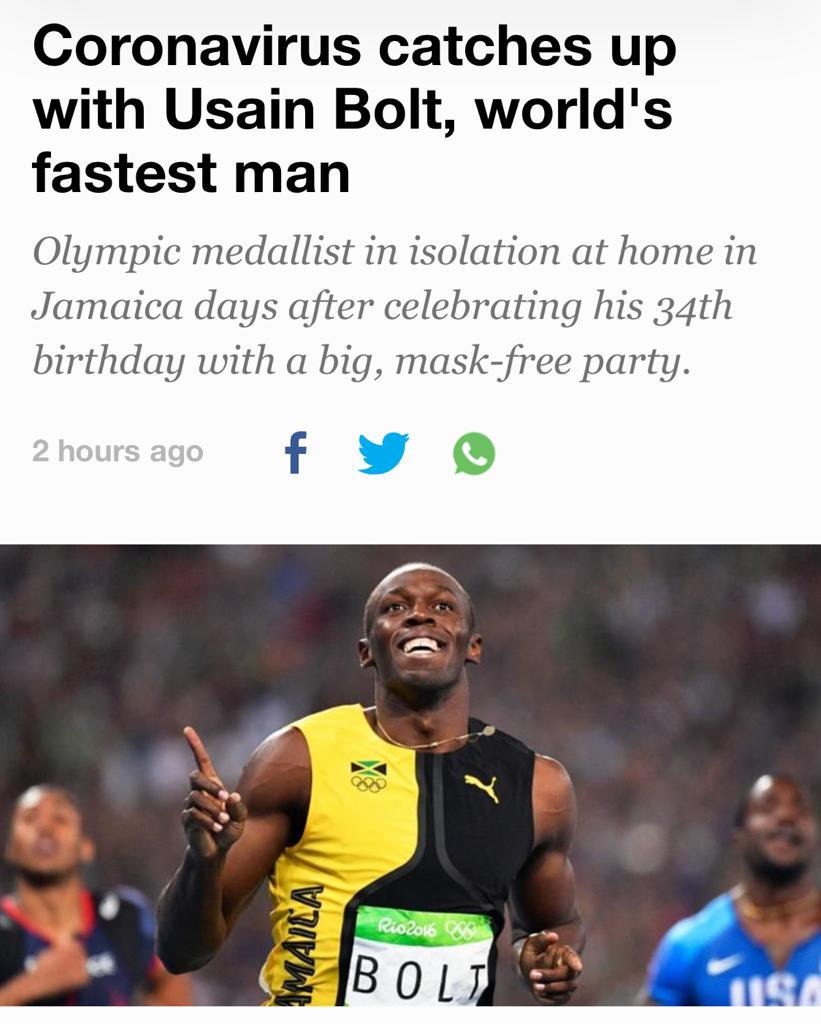 Coronavirus catches up
with Usain Bolt, world's
fastest man
Olympic medallist in isolation at home in
Jamaica days after celebrating his 34th
birthday with a big, mask-free party.
2 hours ago
Rio2016
BOLT
AMAICA
USA